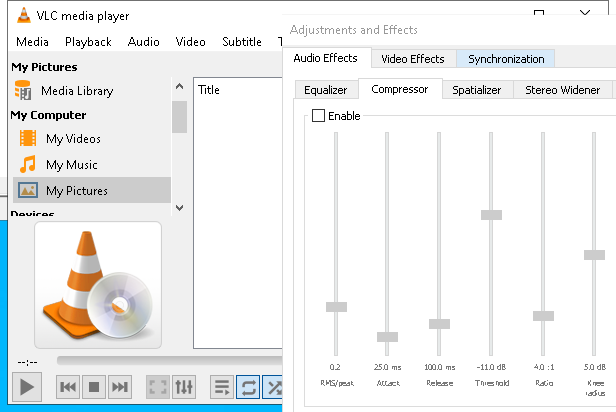 VLC media player
Media Playback Audio Video Subtitle
My Pictures
Media Library
My Computer
My Videos
My Music
My Pictures
Devices
Title
--:--
Adjustments and Effects
Audio Effects Video Effects Synchronization
Equalizer Compressor Spatializer Stereo Widener
Enable
0.2 25.0 ms 100.0 ms -11.0 dB 4.0 :1 5.0 dB
RMS/peak Attack Release Threshold Ratio Knee
radius